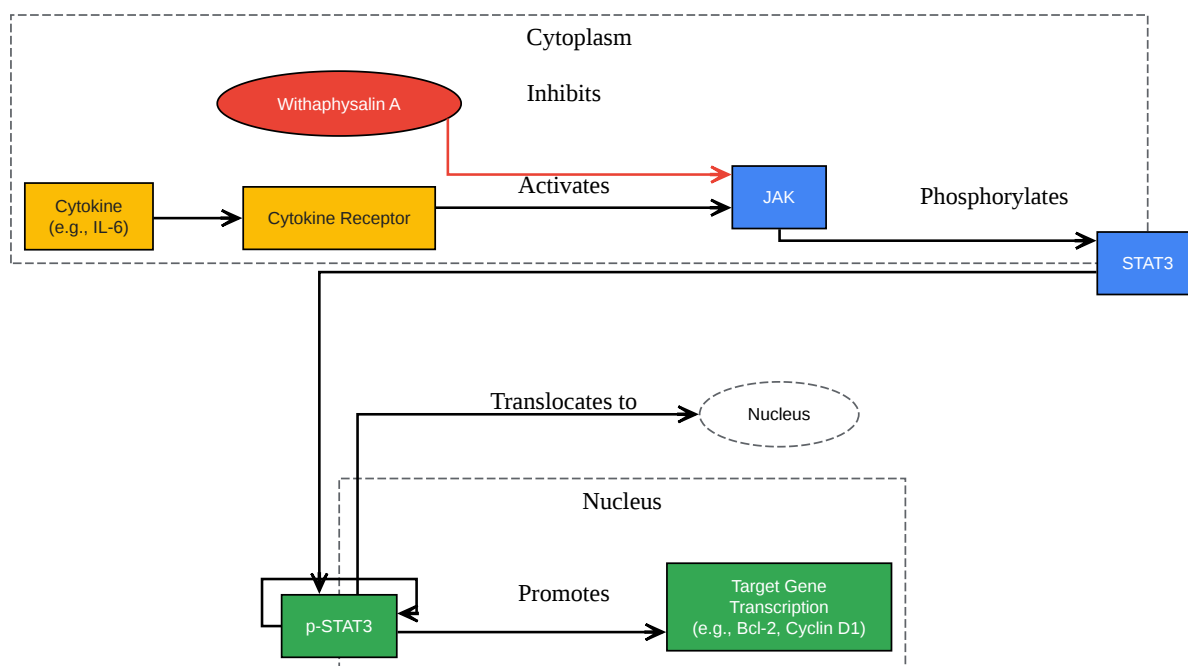 Cytoplasm
Inhibits
Withaphysalin A
Activates
JAK
Phosphorylates
Cytokine
(e.g., IL-6)
Cytokine Receptor
STAT3
Translocates to
Nucleus
Nucleus
Promotes
p-STAT3
Target Gene
Transcription
(e.g., Bcl-2, Cyclin D1)